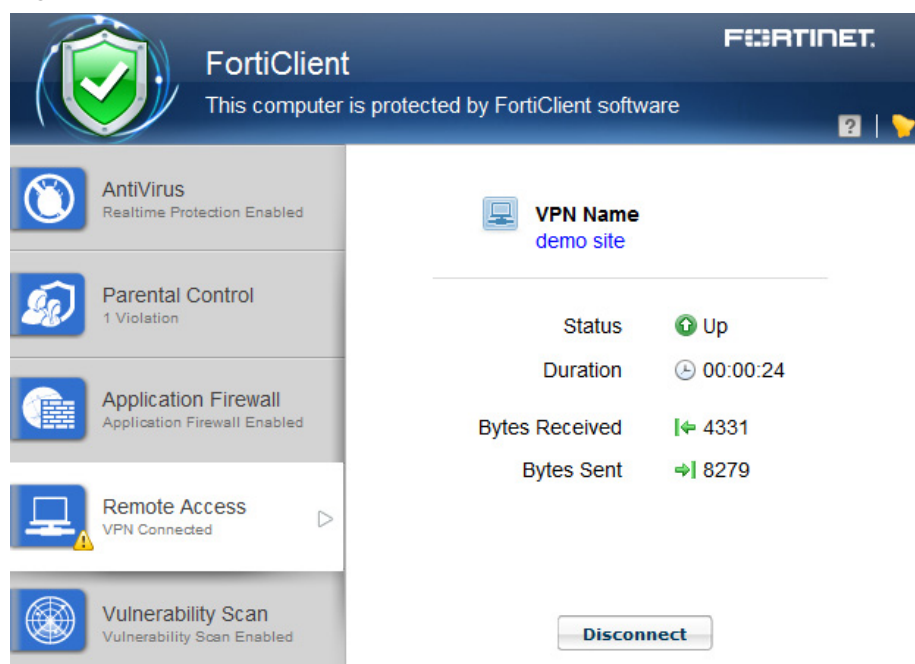 FORTINET.
FortiClient
This computer is protected by FortiClient software
?
AntiVirus
Realtime Protection Enabled
Parental Control
1 Violation
Application Firewall
Application Firewall Enabled
Remote Access
VPN Connected
Vulnerability Scan
Vulnerability Scan Enabled
VPN Name
demo site
Status Up
Duration 00:00:24
Bytes Received 4331
Bytes Sent 8279
Disconnect